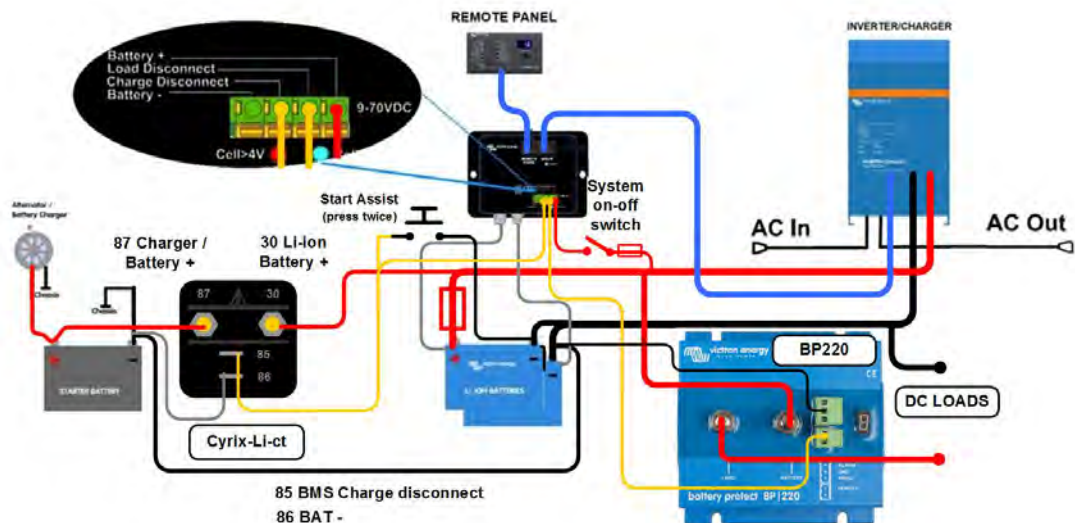 REMOTE PANEL
INVERTER/CHARGER
Battery +
Load Disconnect
Charge Disconnect
Battery -
9-70VDC
Cell>4V
Start Assist
(press twice)
System
on-off
switch
AC In
AC Out
Alternator /
Battery Charger
Chassis
Chassis
87 Charger /
Battery +
30 Li-ion
Battery +
87
30
85
86
STARTER BATTERY
LI-ION BATTERIES
Cyrix-Li-ct
victron energy
BP220
CE
DC LOADS
battery protect BP|220
85 BMS Charge disconnect
86 BAT -